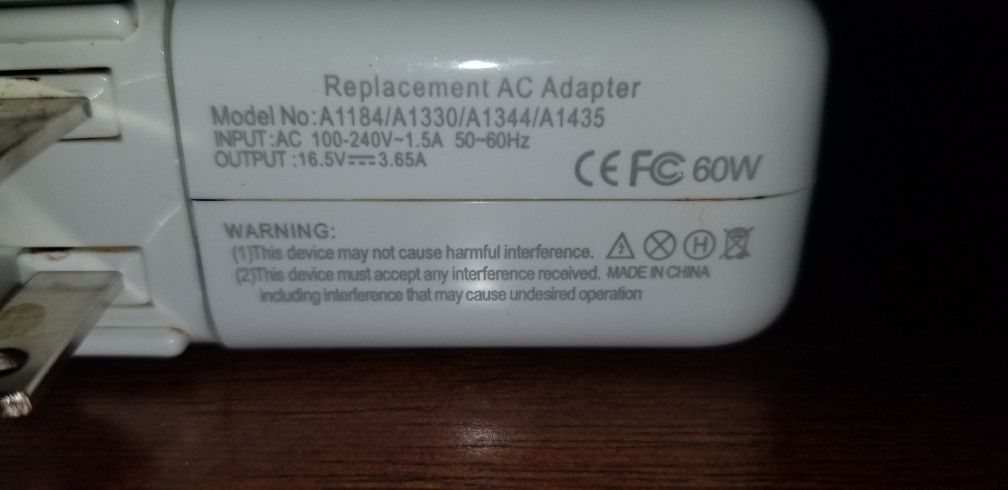 Replacement AC Adapter
Model No:A1184/A1330/A1344/A1435
INPUT:AC 100-240V~1.5A 50~60Hz
OUTPUT:16.5V⎓3.65A
CE FC 60W
WARNING:
(1)This device may not cause harmful interference.
(2)This device must accept any interference received. MADE IN CHINA
including interference that may cause undesired operation
H